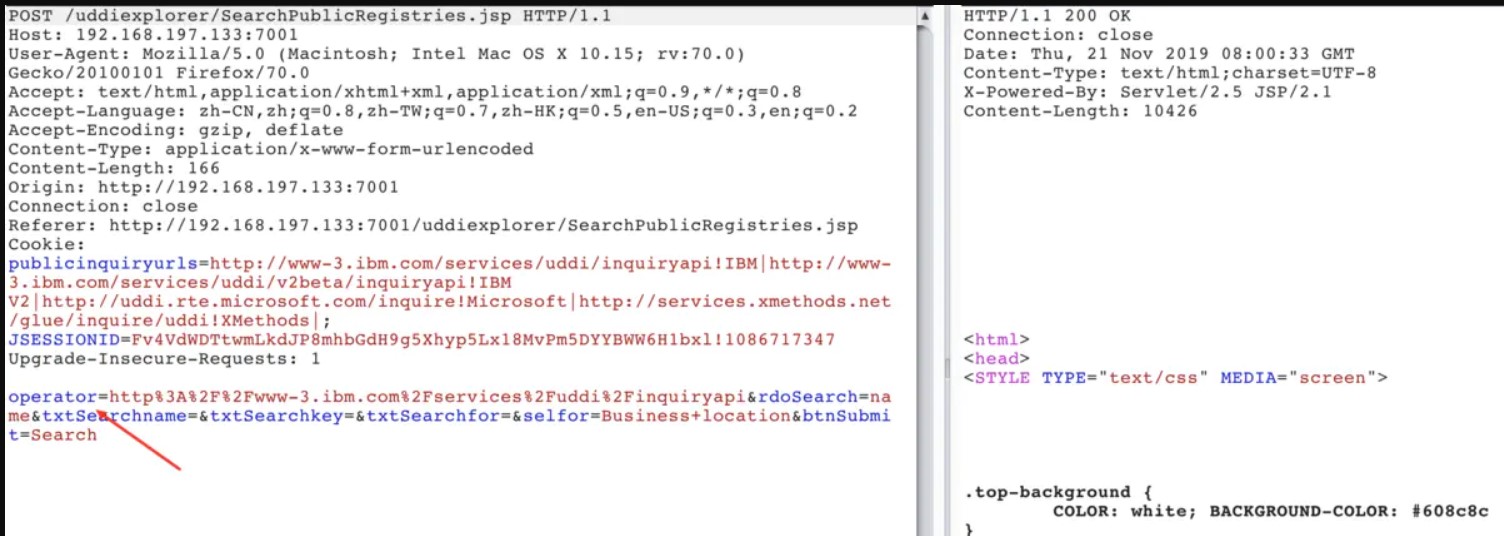 POST /uddiexplorer/SearchPublicRegistries.jsp HTTP/1.1
Host: 192.168.197.133:7001
User-Agent: Mozilla/5.0 (Macintosh; Intel Mac OS X 10.15; rv:70.0)
Gecko/20100101 Firefox/70.0
Accept: text/html,application/xhtml+xml,application/xml;q=0.9,*/*;q=0.8
Accept-Language: zh-CN,zh;q=0.8,zh-TW;q=0.7,zh-HK;q=0.5,en-US;q=0.3,en;q=0.2
Accept-Encoding: gzip, deflate
Content-Type: application/x-www-form-urlencoded
Content-Length: 166
Origin: http://192.168.197.133:7001
Connection: close
Referer: http://192.168.197.133:7001/uddiexplorer/SearchPublicRegistries.jsp
Cookie:
publicinquiryurls=http://www-3.ibm.com/services/uddi/inquiryapi!IBM|http://www-
3.ibm.com/services/uddi/v2beta/inquiryapi!IBM
V2|http://uddi.rte.microsoft.com/inquire!Microsoft|http://services.xmethods.net
/glue/inquire/uddi!XMethods|;
JSESSIONID=Fv4VdWDTtwmLkdJP8mhbGdH9g5Xhyp5Lx18MvPm5DYYBWW6H1bxl!1086717347
Upgrade-Insecure-Requests: 1
operator=http%3A%2F%2Fwww-3.ibm.com%2Fservices%2Fuddi%2Finquiryapi&rdoSearch=na
me&txtSearchname=&txtSearchkey=&txtSearchfor=&selfor=Business+location&btnSubmi
t=Search
HTTP/1.1 200 OK
Connection: close
Date: Thu, 21 Nov 2019 08:00:33 GMT
Content-Type: text/html;charset=UTF-8
X-Powered-By: Servlet/2.5 JSP/2.1
Content-Length: 10426
<html>
<head>
<STYLE TYPE="text/css" MEDIA="screen">
.top-background {
COLOR: white; BACKGROUND-COLOR: #608c8c
}